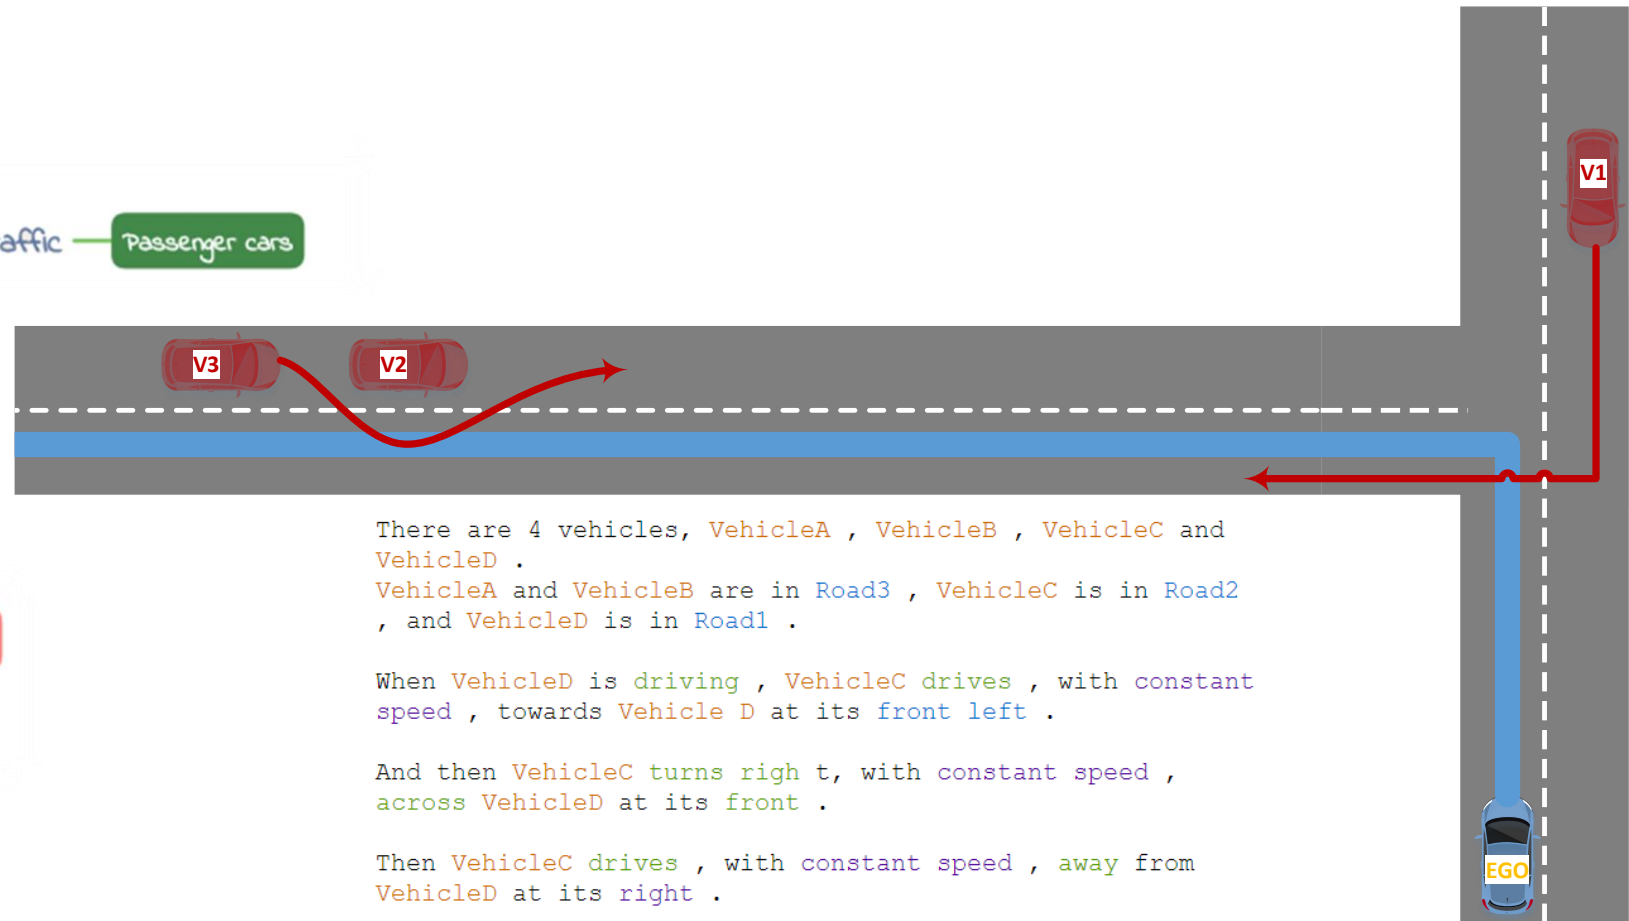 V1
affic
Passenger cars
V3
V2
There are 4 vehicles, VehicleA , VehicleB , VehicleC and
VehicleD .
VehicleA and VehicleB are in Road3 , VehicleC is in Road2
, and VehicleD is in Road1 .
When VehicleD is driving , VehicleC drives , with constant
speed , towards Vehicle D at its front left .
And then VehicleC turns righ t, with constant speed ,
across VehicleD at its front .
Then VehicleC drives , with constant speed , away from
VehicleD at its right .
EGO